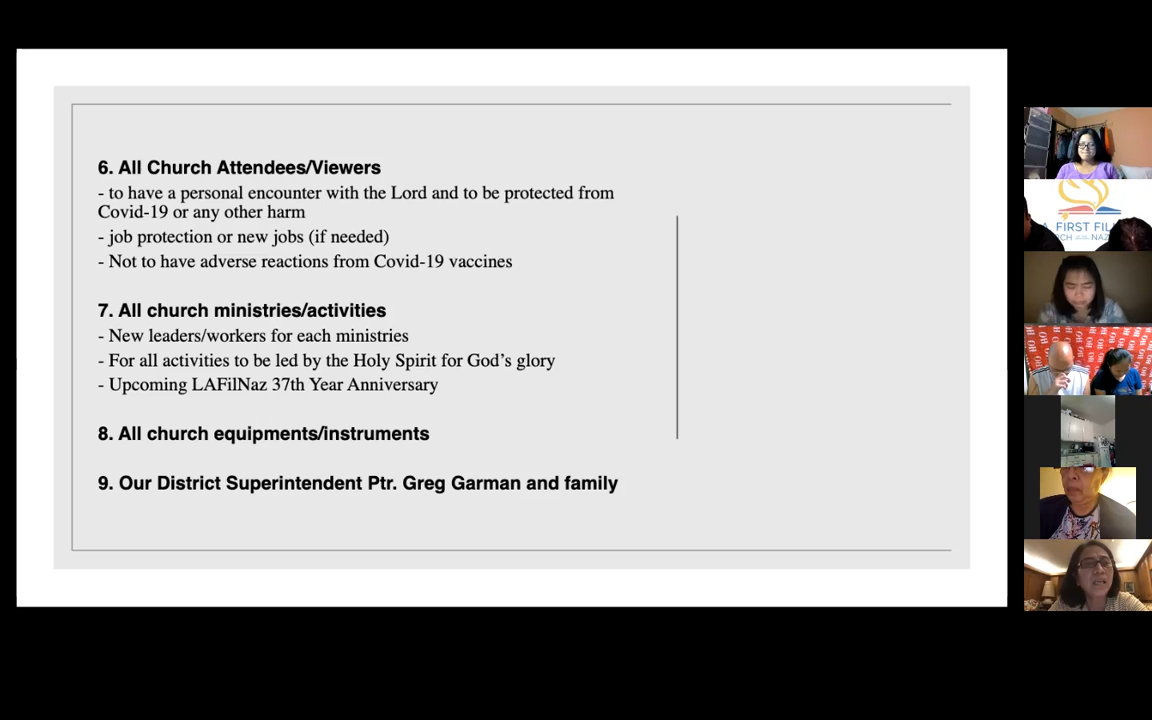 6. All Church Attendees/Viewers
- to have a personal encounter with the Lord and to be protected from
Covid-19 or any other harm
- job protection or new jobs (if needed)
- Not to have adverse reactions from Covid-19 vaccines
7. All church ministries/activities
- New leaders/workers for each ministries
- For all activities to be led by the Holy Spirit for God's glory
- Upcoming LAFilNaz 37th Year Anniversary
8. All church equipments/instruments
9. Our District Superintendent Ptr. Greg Garman and family
FIRST FIL